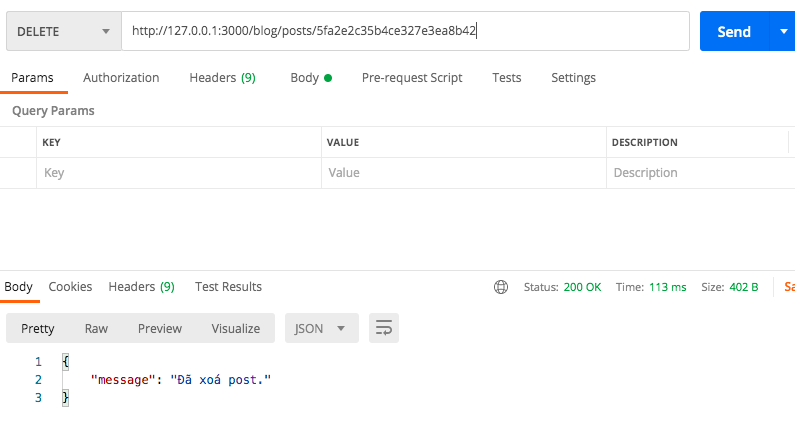 DELETE http://127.0.0.1:3000/blog/posts/5fa2e2c35b4ce327e3ea8b42 Send
Params Authorization Headers (9) Body Pre-request Script Tests Settings
Query Params
KEY VALUE DESCRIPTION
Key Value Description
Body Cookies Headers (9) Test Results Status: 200 OK Time: 113 ms Size: 402 B Sa
Pretty Raw Preview Visualize JSON
1 {
2 "message": "Đã xoá post."
3 }